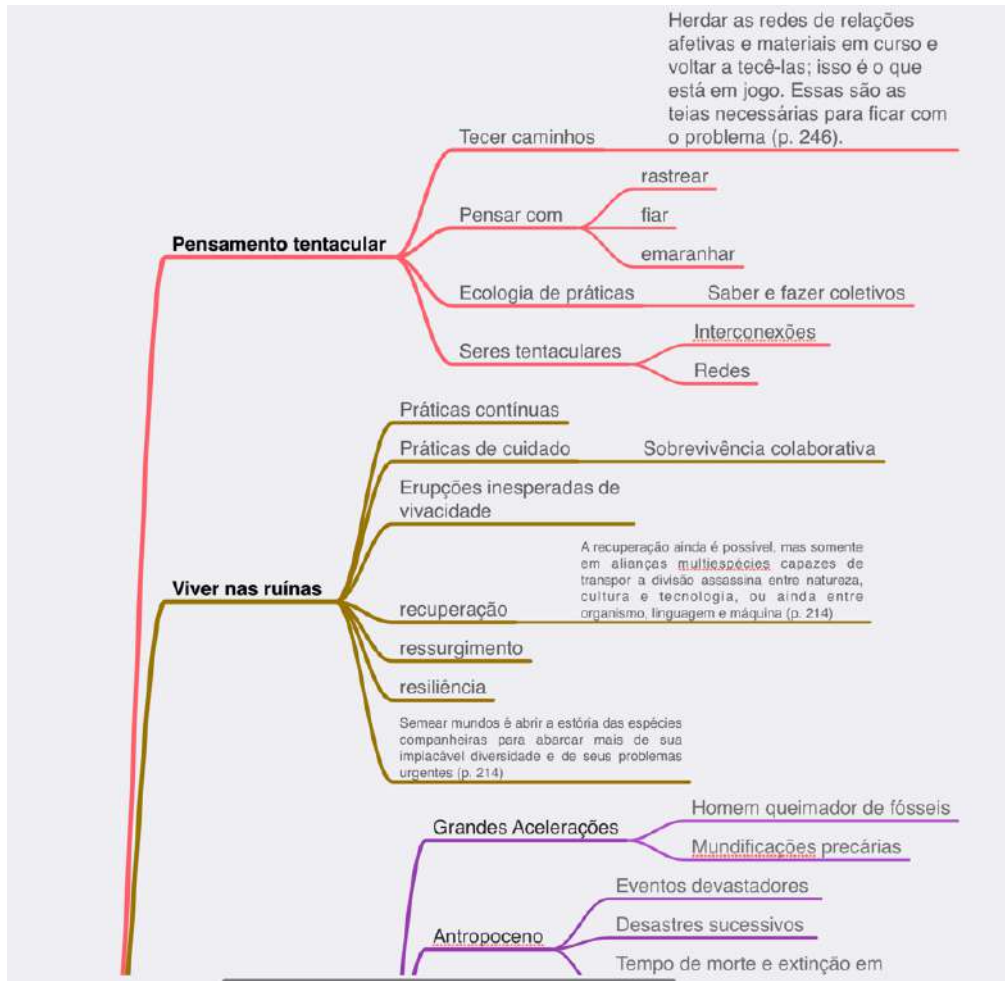 Herdar as redes de relações
afetivas e materiais em curso e
voltar a tecê-las; isso é o que
está em jogo. Essas são as
teias necessárias para ficar com
o problema (p. 246).
Tecer caminhos
rastrear
Pensar com
fiar
emaranhar
Pensamento tentacular
Ecologia de práticas
Saber e fazer coletivos
Interconexões
Seres tentaculares
Redes
Práticas contínuas
Práticas de cuidado
Sobrevivência colaborativa
Erupções inesperadas de
vivacidade
A recuperação ainda é possível, mas somente
em alianças multiespécies capazes de
transpor a divisão assassina entre natureza,
cultura e tecnologia, ou ainda entre
organismo, linguagem e máquina (p. 214)
Viver nas ruínas
recuperação
ressurgimento
resiliência
Semear mundos é abrir a estória das espécies
companheiras para abarcar mais de sua
implacável diversidade e de seus problemas
urgentes (p. 214)
Homem queimador de fósseis
Grandes Acelerações
Mundificações precárias
Eventos devastadores
Desastres sucessivos
Antropoceno
Tempo de morte e extinção em